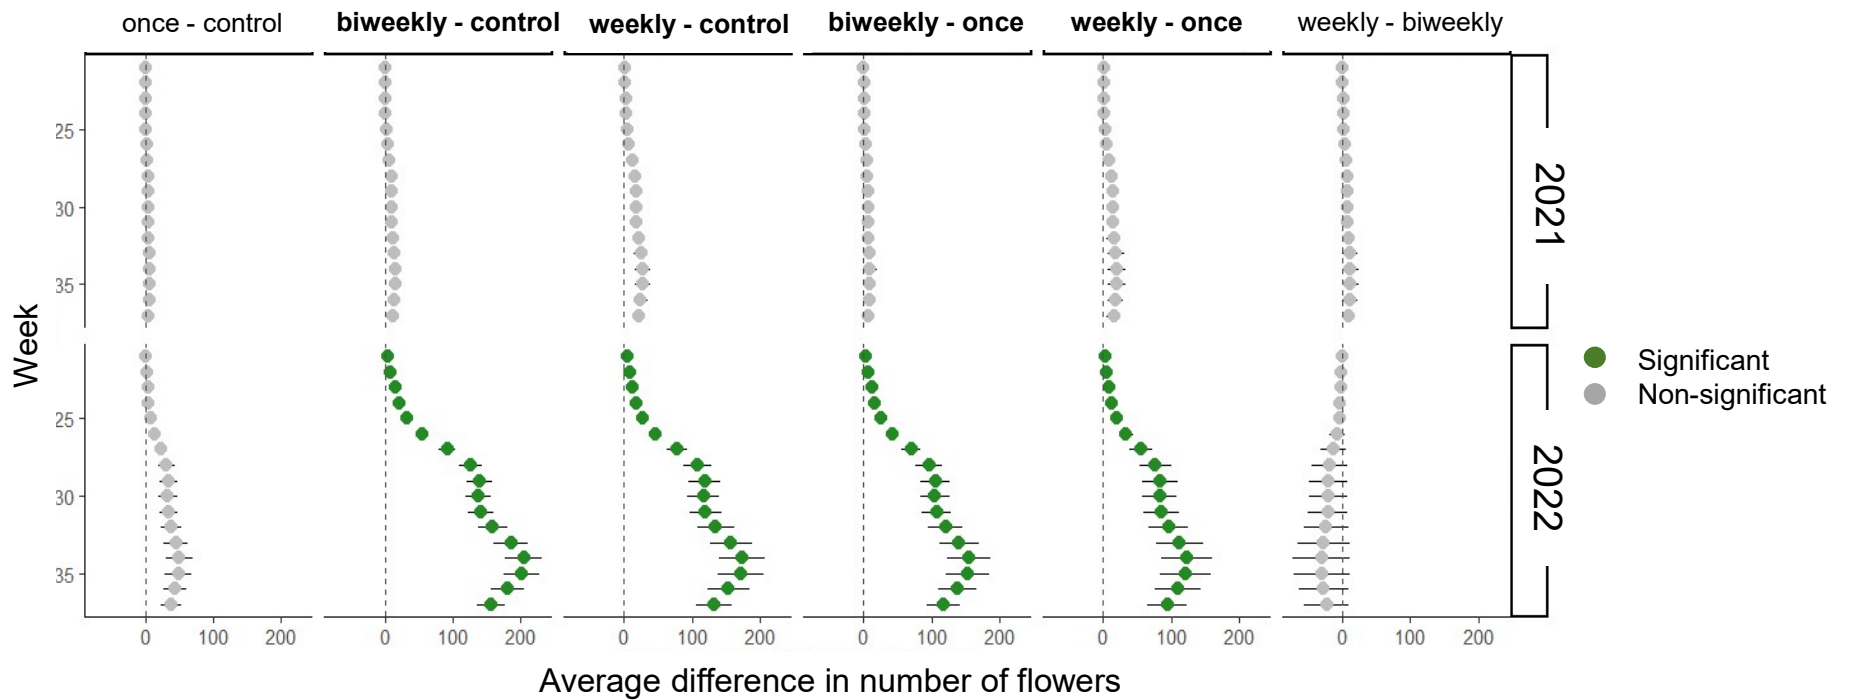 once - control
biweekly - control
weekly - control
biweekly - once
weekly - once
weekly - biweekly
25
30
35
2021
Week
Significant
Non-significant
25
30
35
2022
0 100 200
0 100 200
0 100 200
0 100 200
0 100 200
0 100 200
Average difference in number of flowers